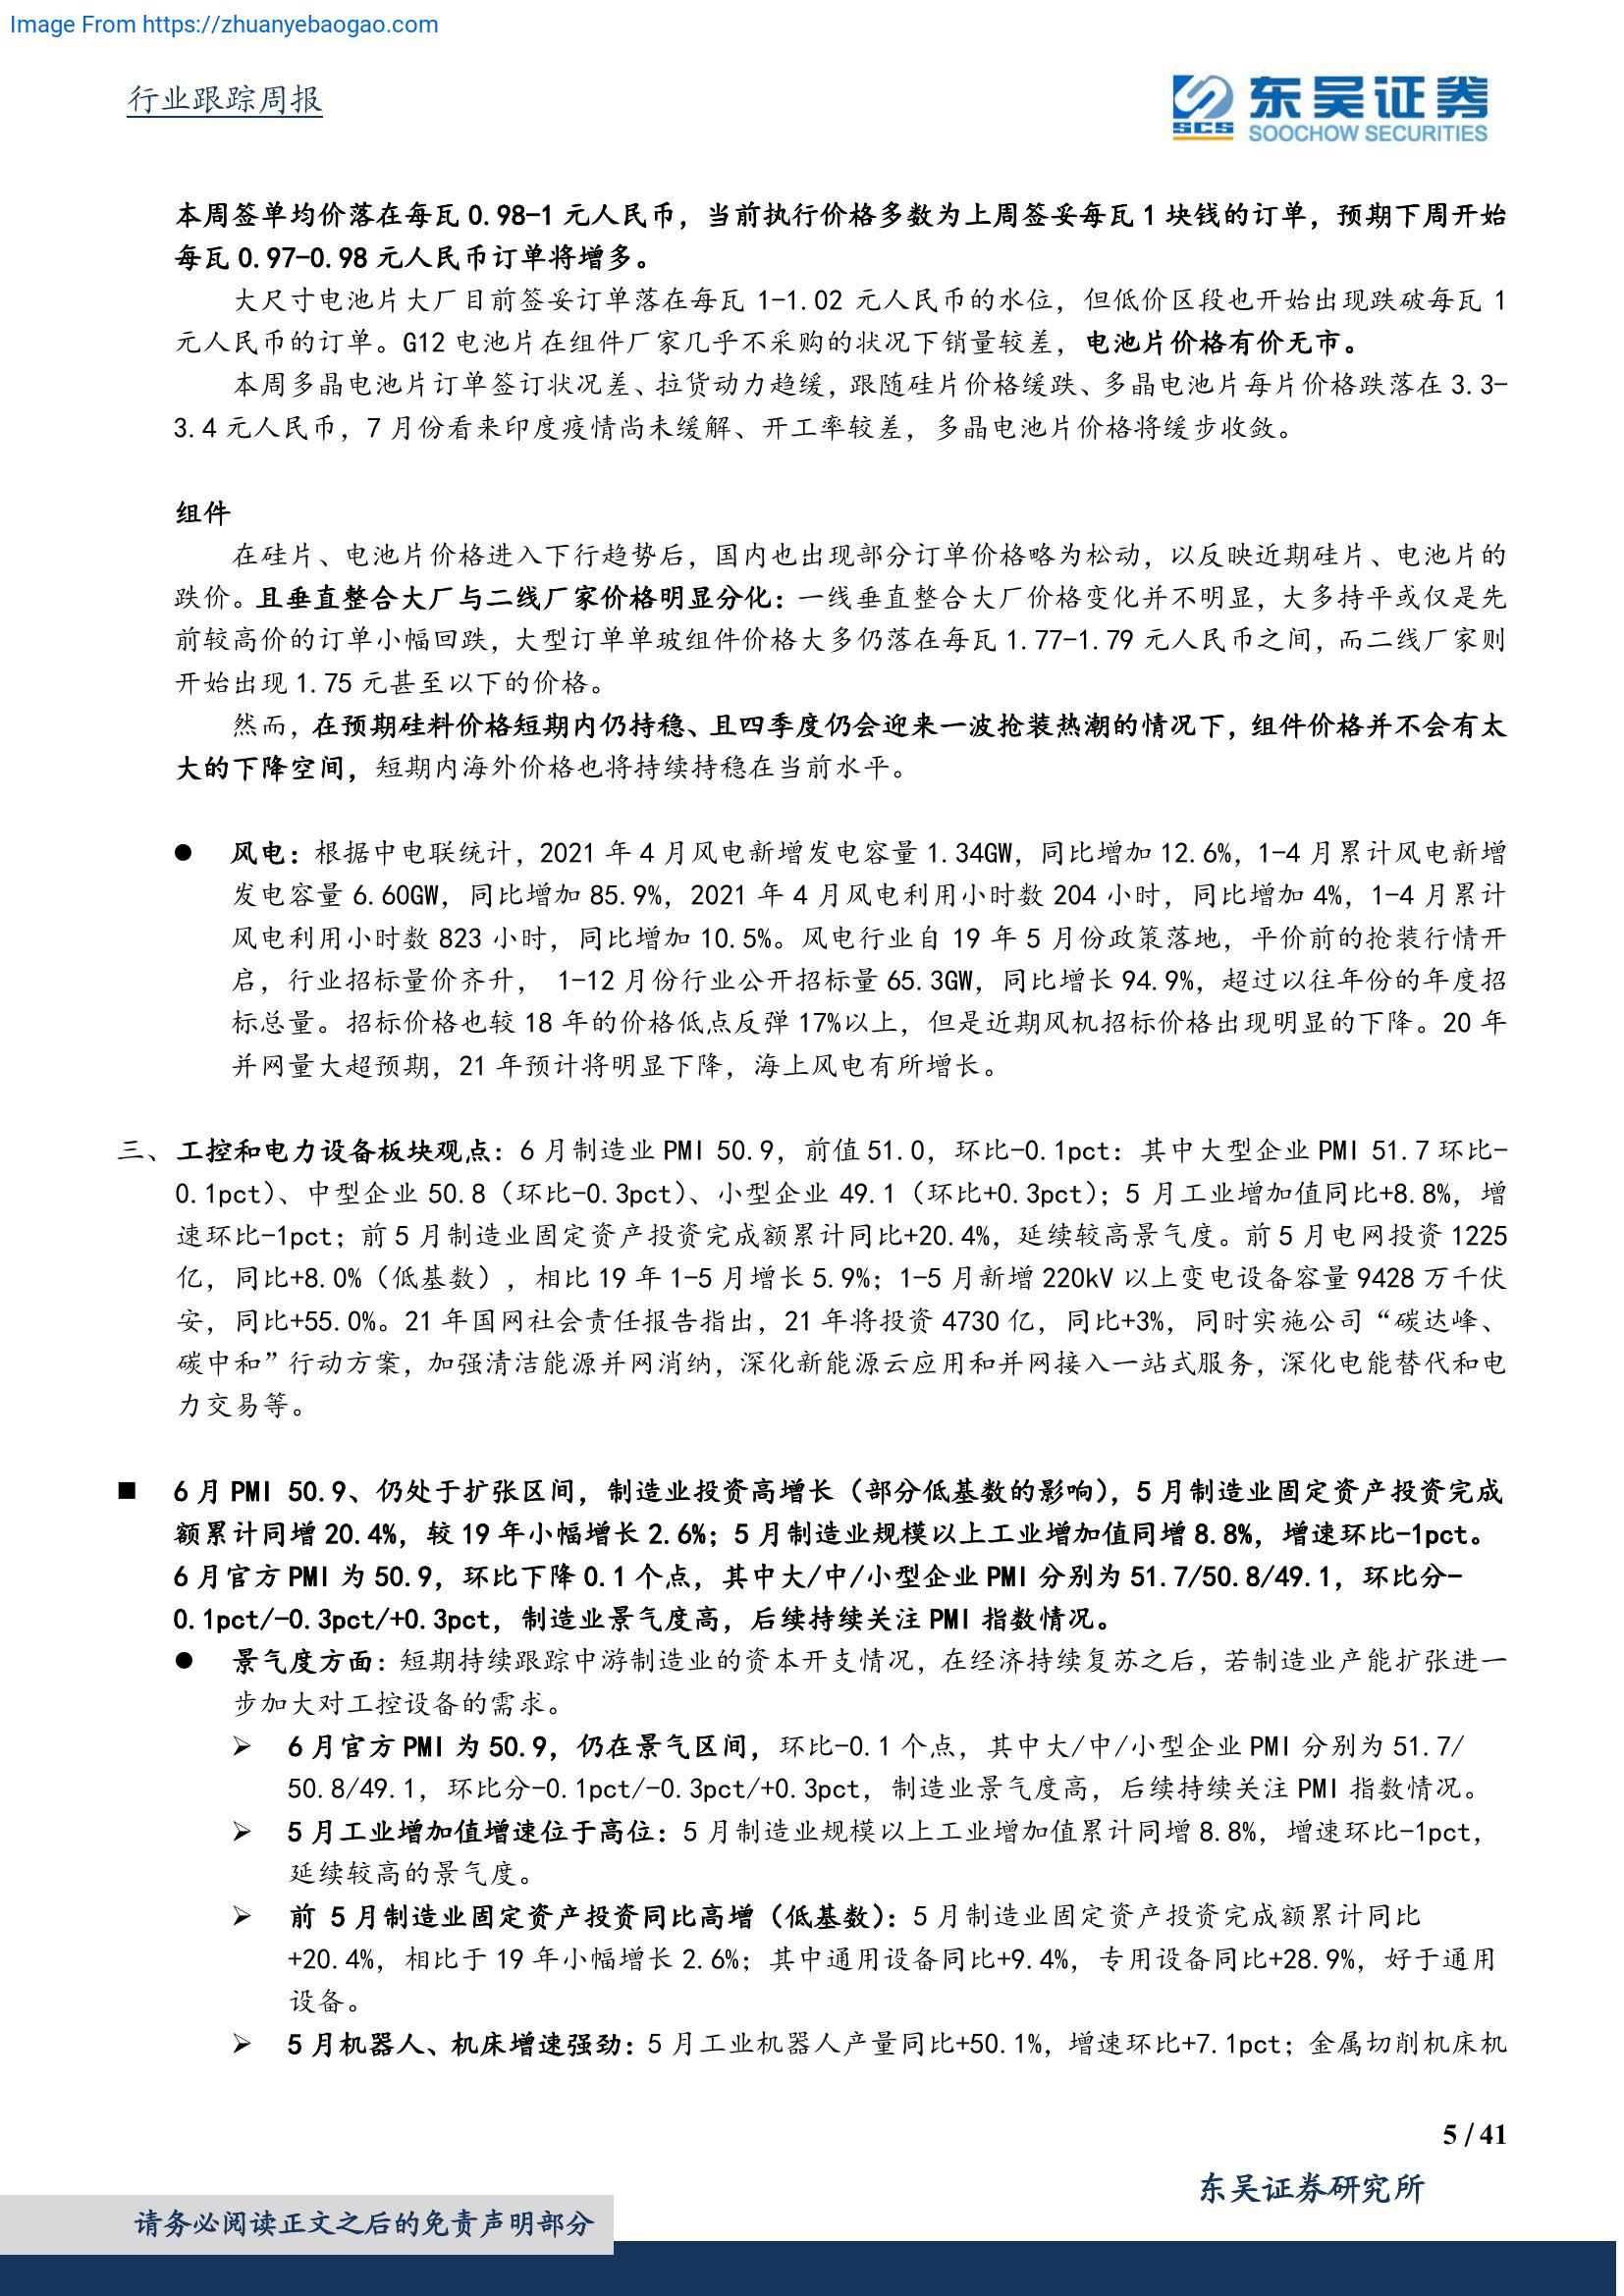 Image From https://zhuanyebaogao.com
行业跟踪周报
东吴证券
SCS
SOOCHOW SECURITIES
本周签单均价落在每瓦 0.98-1 元人民币，当前执行价格多数为上周签妥每瓦 1 块钱的订单，预期下周开始
每瓦 0.97-0.98 元人民币订单将增多。
大尺寸电池片大厂目前签妥订单落在每瓦 1-1.02 元人民币的水位，但低价区段也开始出现跌破每瓦 1
元人民币的订单。G12 电池片在组件厂家几乎不采购的状况下销量较差，电池片价格有价无市。
本周多晶电池片订单签订状况差、拉货动力趋缓，跟随硅片价格缓跌、多晶电池片每片价格跌落在 3.3-
3.4 元人民币，7 月份看来印度疫情尚未缓解、开工率较差，多晶电池片价格将缓步收敛。
组件
在硅片、电池片价格进入下行趋势后，国内也出现部分订单价格略为松动，以反映近期硅片、电池片的
跌价。且垂直整合大厂与二线厂家价格明显分化：一线垂直整合大厂价格变化并不明显，大多持平或仅是先
前较高价的订单小幅回跌，大型订单单玻组件价格大多仍落在每瓦 1.77-1.79 元人民币之间，而二线厂家则
开始出现 1.75 元甚至以下的价格。
然而，在预期硅料价格短期内仍持稳、且四季度仍会迎来一波抢装热潮的情况下，组件价格并不会有太
大的下降空间，短期内海外价格也将持续持稳在当前水平。
● 风电：根据中电联统计，2021 年 4 月风电新增发电容量 1.34GW，同比增加 12.6%，1-4 月累计风电新增
发电容量 6.60GW，同比增加 85.9%，2021 年 4 月风电利用小时数 204 小时，同比增加 4%，1-4 月累计
风电利用小时数 823 小时，同比增加 10.5%。风电行业自 19 年 5 月份政策落地，平价前的抢装行情开
启，行业招标量价齐升， 1-12 月份行业公开招标量 65.3GW，同比增长 94.9%，超过以往年份的年度招
标总量。招标价格也较 18 年的价格低点反弹 17%以上，但是近期风机招标价格出现明显的下降。20 年
并网量大超预期，21 年预计将明显下降，海上风电有所增长。
三、工控和电力设备板块观点：6 月制造业 PMI 50.9，前值 51.0，环比-0.1pct：其中大型企业 PMI 51.7 环比-
0.1pct）、中型企业 50.8（环比-0.3pct）、小型企业 49.1（环比+0.3pct）；5 月工业增加值同比+8.8%，增
速环比-1pct；前 5 月制造业固定资产投资完成额累计同比+20.4%，延续较高景气度。前 5 月电网投资 1225
亿，同比+8.0%（低基数），相比 19 年 1-5 月增长 5.9%；1-5 月新增 220kV 以上变电设备容量 9428 万千伏
安，同比+55.0%。21 年国网社会责任报告指出，21 年将投资 4730 亿，同比+3%，同时实施公司“碳达峰、
碳中和”行动方案，加强清洁能源并网消纳，深化新能源云应用和并网接入一站式服务，深化电能替代和电
力交易等。
■ 6 月 PMI 50.9、仍处于扩张区间，制造业投资高增长（部分低基数的影响），5 月制造业固定资产投资完成
额累计同增 20.4%，较 19 年小幅增长 2.6%；5 月制造业规模以上工业增加值同增 8.8%，增速环比-1pct。
6 月官方 PMI 为 50.9，环比下降 0.1 个点，其中大/中/小型企业 PMI 分别为 51.7/50.8/49.1，环比分-
0.1pct/-0.3pct/+0.3pct，制造业景气度高，后续持续关注 PMI 指数情况。
● 景气度方面：短期持续跟踪中游制造业的资本开支情况，在经济持续复苏之后，若制造业产能扩张进一
步加大对工控设备的需求。
➢ 6 月官方 PMI 为 50.9，仍在景气区间，环比-0.1 个点，其中大/中/小型企业 PMI 分别为 51.7/
50.8/49.1，环比分-0.1pct/-0.3pct/+0.3pct，制造业景气度高，后续持续关注 PMI 指数情况。
➢ 5 月工业增加值增速位于高位：5 月制造业规模以上工业增加值累计同增 8.8%，增速环比-1pct，
延续较高的景气度。
➢ 前 5 月制造业固定资产投资同比高增（低基数）：5 月制造业固定资产投资完成额累计同比
+20.4%，相比于 19 年小幅增长 2.6%；其中通用设备同比+9.4%，专用设备同比+28.9%，好于通用
设备。
➢ 5 月机器人、机床增速强劲：5 月工业机器人产量同比+50.1%，增速环比+7.1pct；金属切削机床机
5 / 41
东吴证券研究所
请务必阅读正文之后的免责声明部分